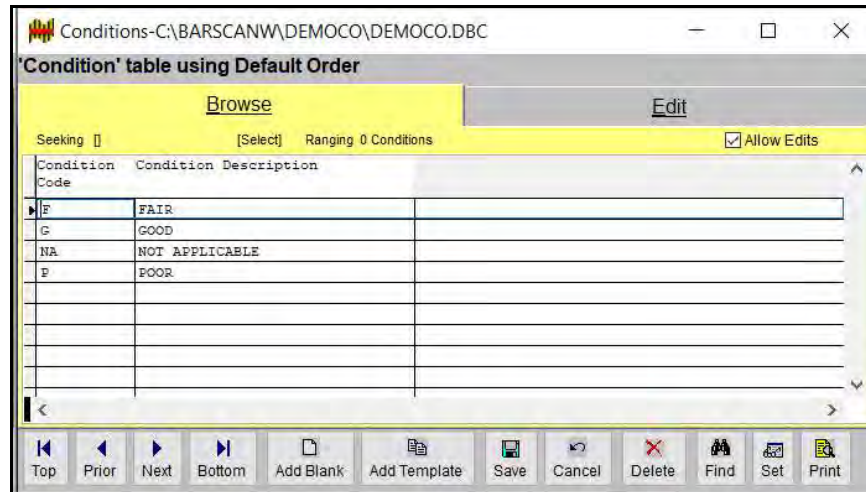 Conditions-C:\BARSCANW\DEMOCO\DEMOCO.DBC
'Condition' table using Default Order
Browse Edit
Seeking [] [Select] Ranging 0 Conditions Allow Edits
Condition Condition Description
Code
F FAIR
G GOOD
NA NOT APPLICABLE
P POOR
Top Prior Next Bottom Add Blank Add Template Save Cancel Delete Find Set Print